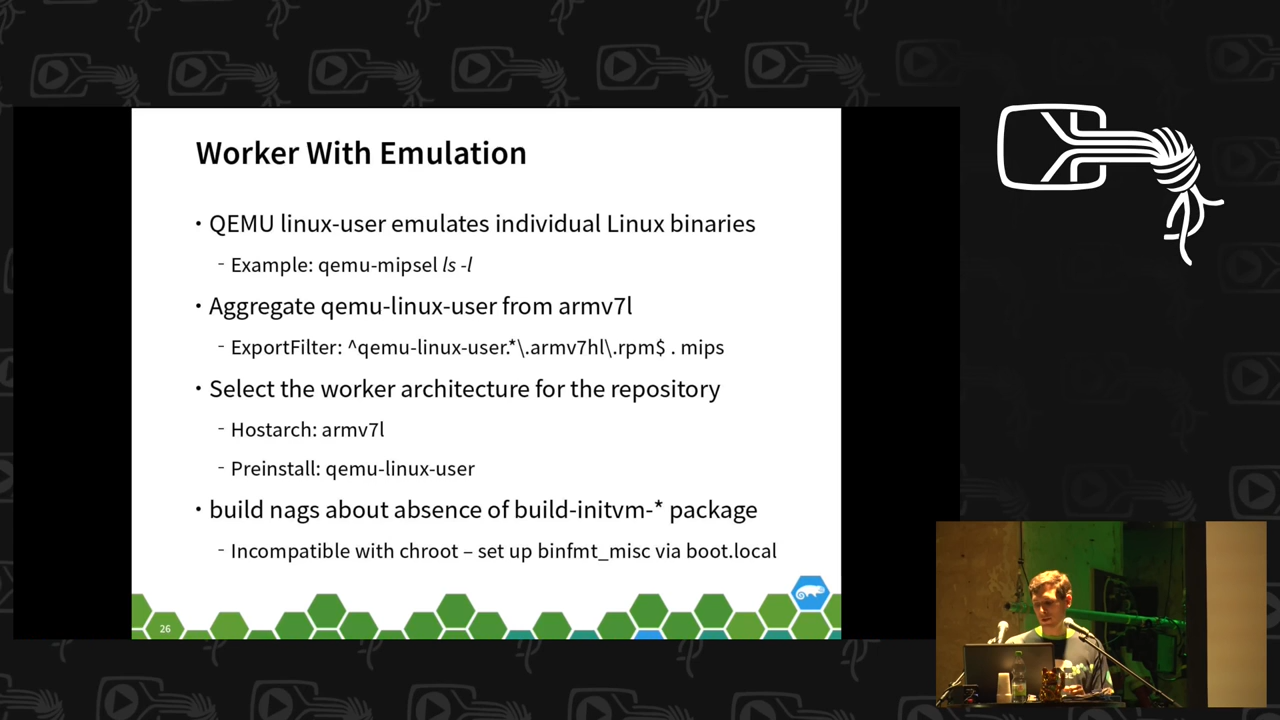 Worker With Emulation
• QEMU linux-user emulates individual Linux binaries
- Example: qemu-mipsel ls -l
• Aggregate qemu-linux-user from armv7l
- ExportFilter: ^qemu-linux-user.*\.armv7hl\.rpm$ . mips
• Select the worker architecture for the repository
- Hostarch: armv7l
- Preinstall: qemu-linux-user
• build nags about absence of build-initvm-* package
- Incompatible with chroot – set up binfmt_misc via boot.local
26